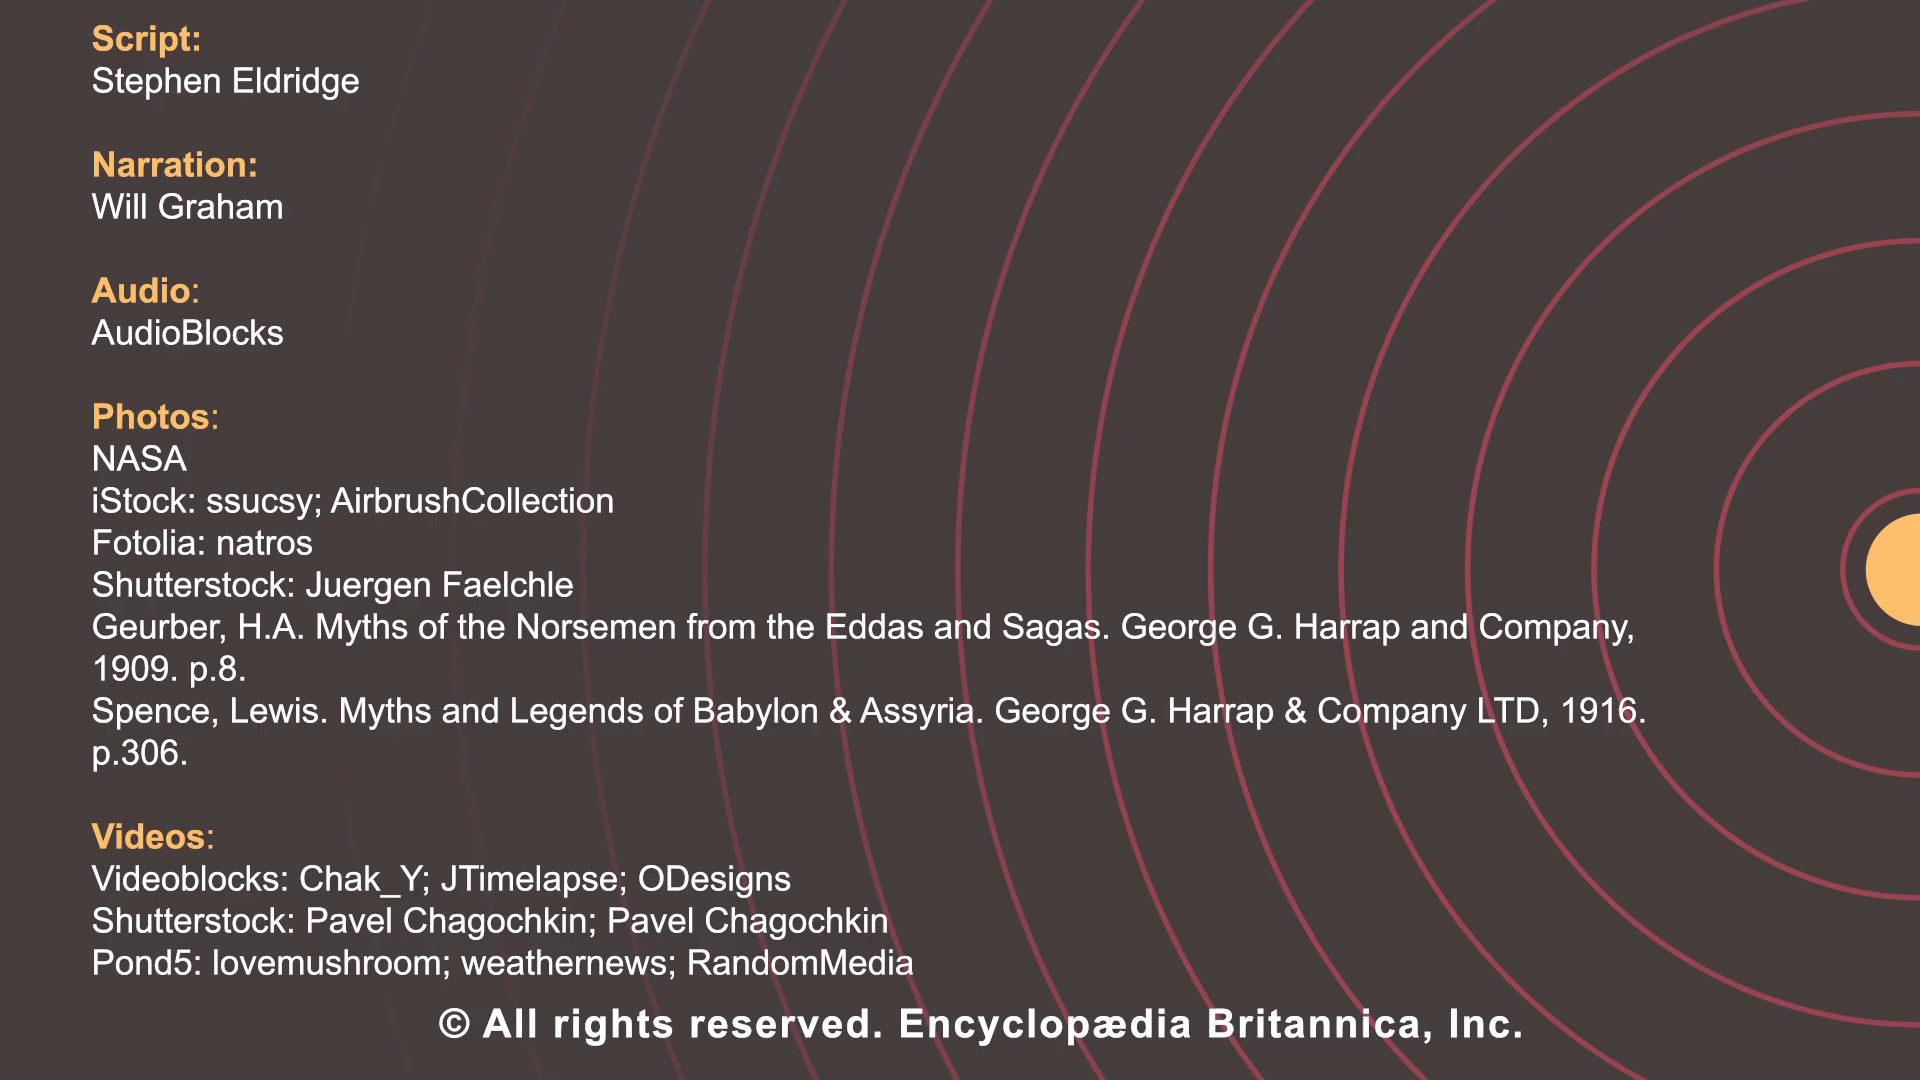 Script:
Stephen Eldridge
Narration:
Will Graham
Audio:
AudioBlocks
Photos:
NASA
iStock: ssucsy; AirbrushCollection
Fotolia: natros
Shutterstock: Juergen Faelchle
Geurber, H.A. Myths of the Norsemen from the Eddas and Sagas. George G. Harrap and Company,
1909. p.8.
Spence, Lewis. Myths and Legends of Babylon & Assyria. George G. Harrap & Company LTD, 1916.
p.306.
Videos:
Videoblocks: Chak_Y; JTimelapse; ODesigns
Shutterstock: Pavel Chagochkin; Pavel Chagochkin
Pond5: lovemushroom; weathernews; RandomMedia
© All rights reserved. Encyclopædia Britannica, Inc.